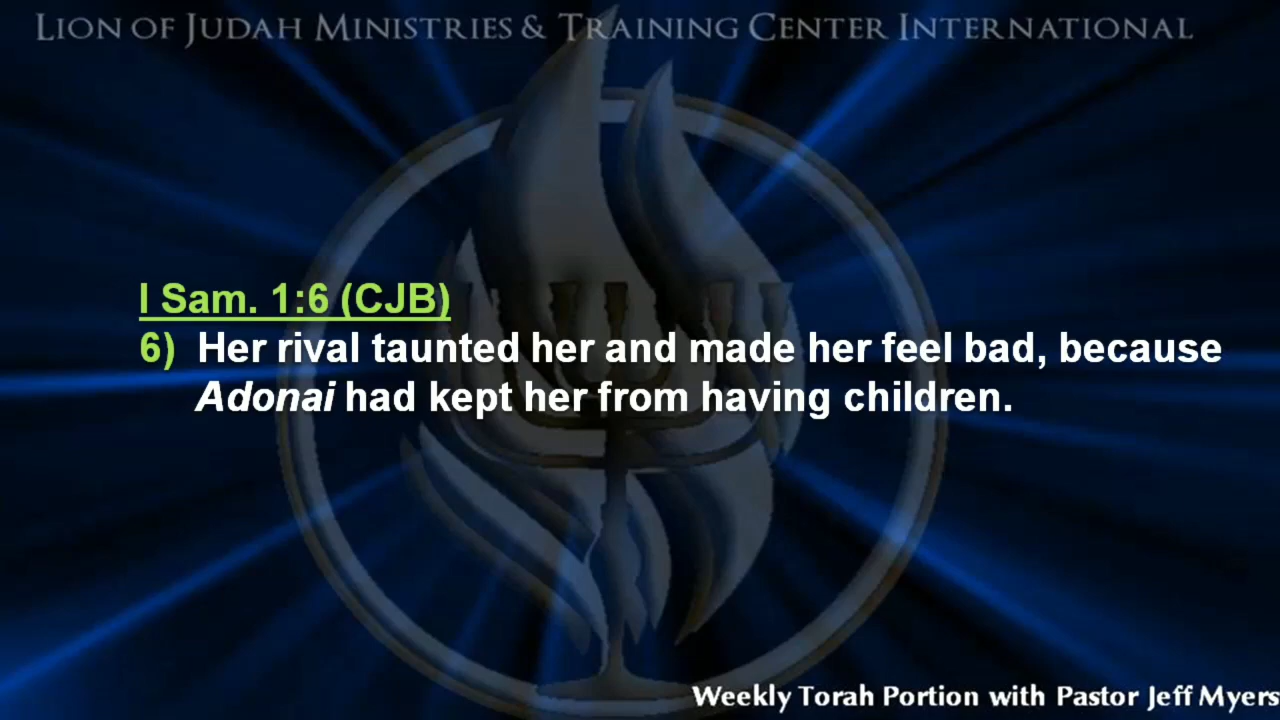 LION OF JUDAH MINISTRIES & TRAINING CENTER INTERNATIONAL
I Sam. 1:6 (CJB)
6) Her rival taunted her and made her feel bad, because
Adonai had kept her from having children.
Weekly Torah Portion with Pastor Jeff Myers